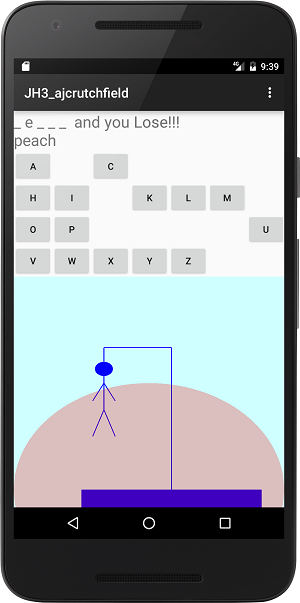 4G 9:39
JH3_ajcrutchfield
_ e _ _ _ and you Lose!!!
peach
A C
H I K L M
O P U
V W X Y Z